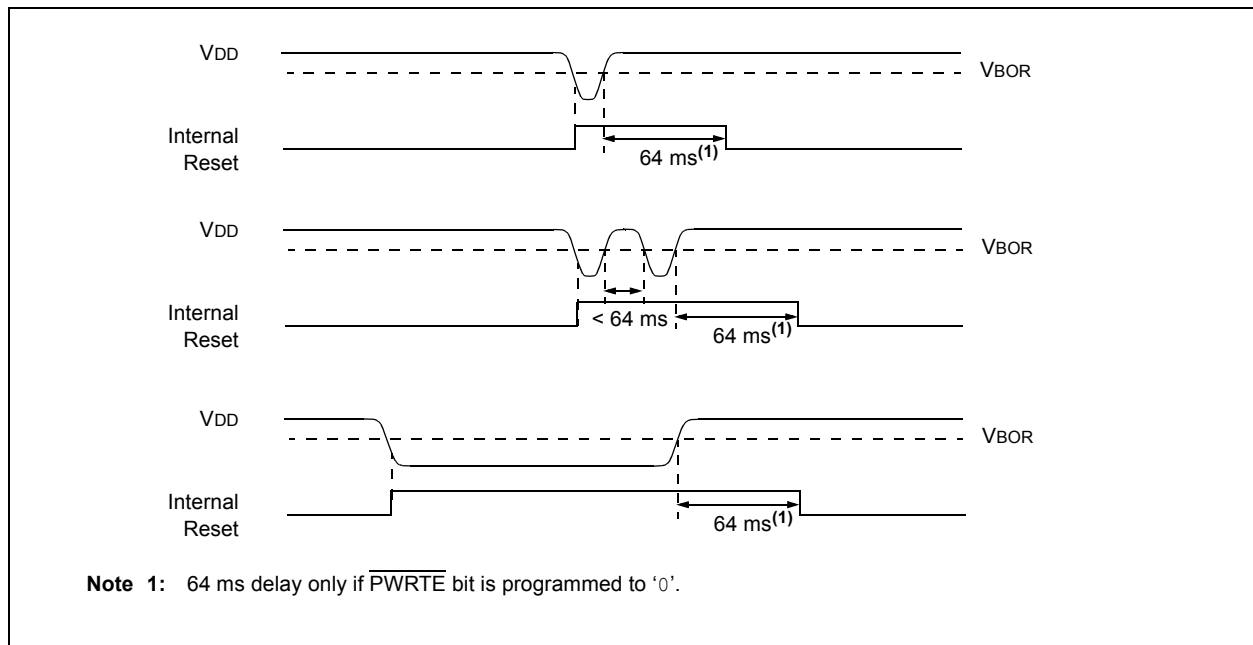 VDD
VBOR
Internal
Reset
64 ms(1)
VDD
VBOR
Internal
Reset
< 64 ms
64 ms(1)
VDD
VBOR
Internal
Reset
64 ms(1)
Note 1: 64 ms delay only if PWRTE bit is programmed to ‘0’.